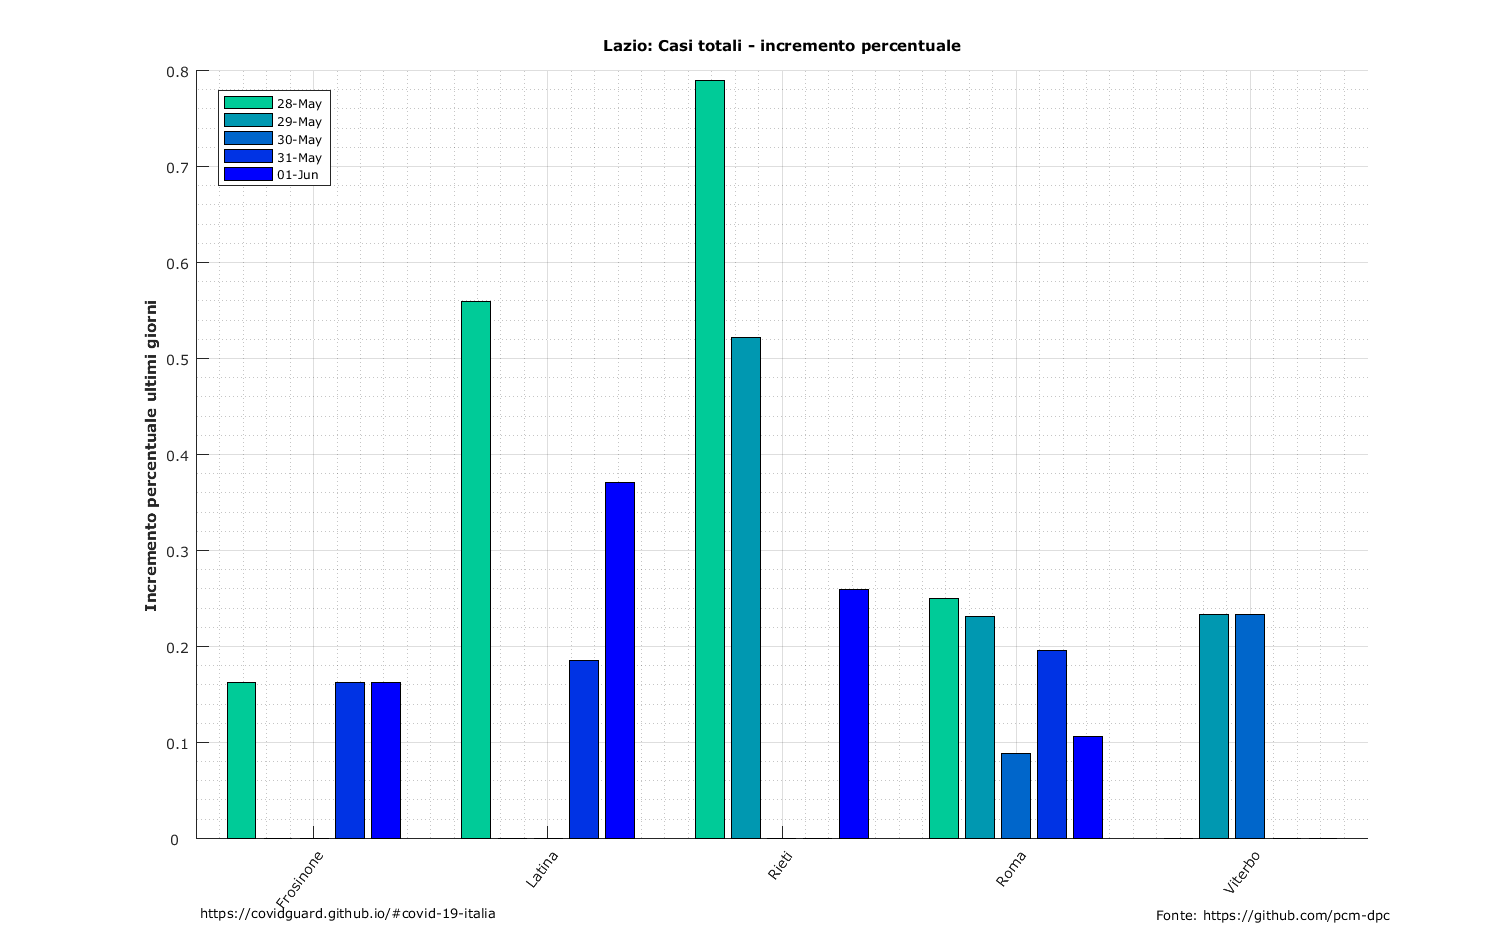 Lazio: Casi totali - incremento percentuale
0.8
0.7
0.6
0.5
0.4
0.3
0.2
0.1
0
Incremento percentuale ultimi giorni
28-May
29-May
30-May
31-May
01-Jun
Frosinone
Latina
Rieti
Roma
Viterbo
https://covidguard.github.io/#covid-19-italia
Fonte: https://github.com/pcm-dpc